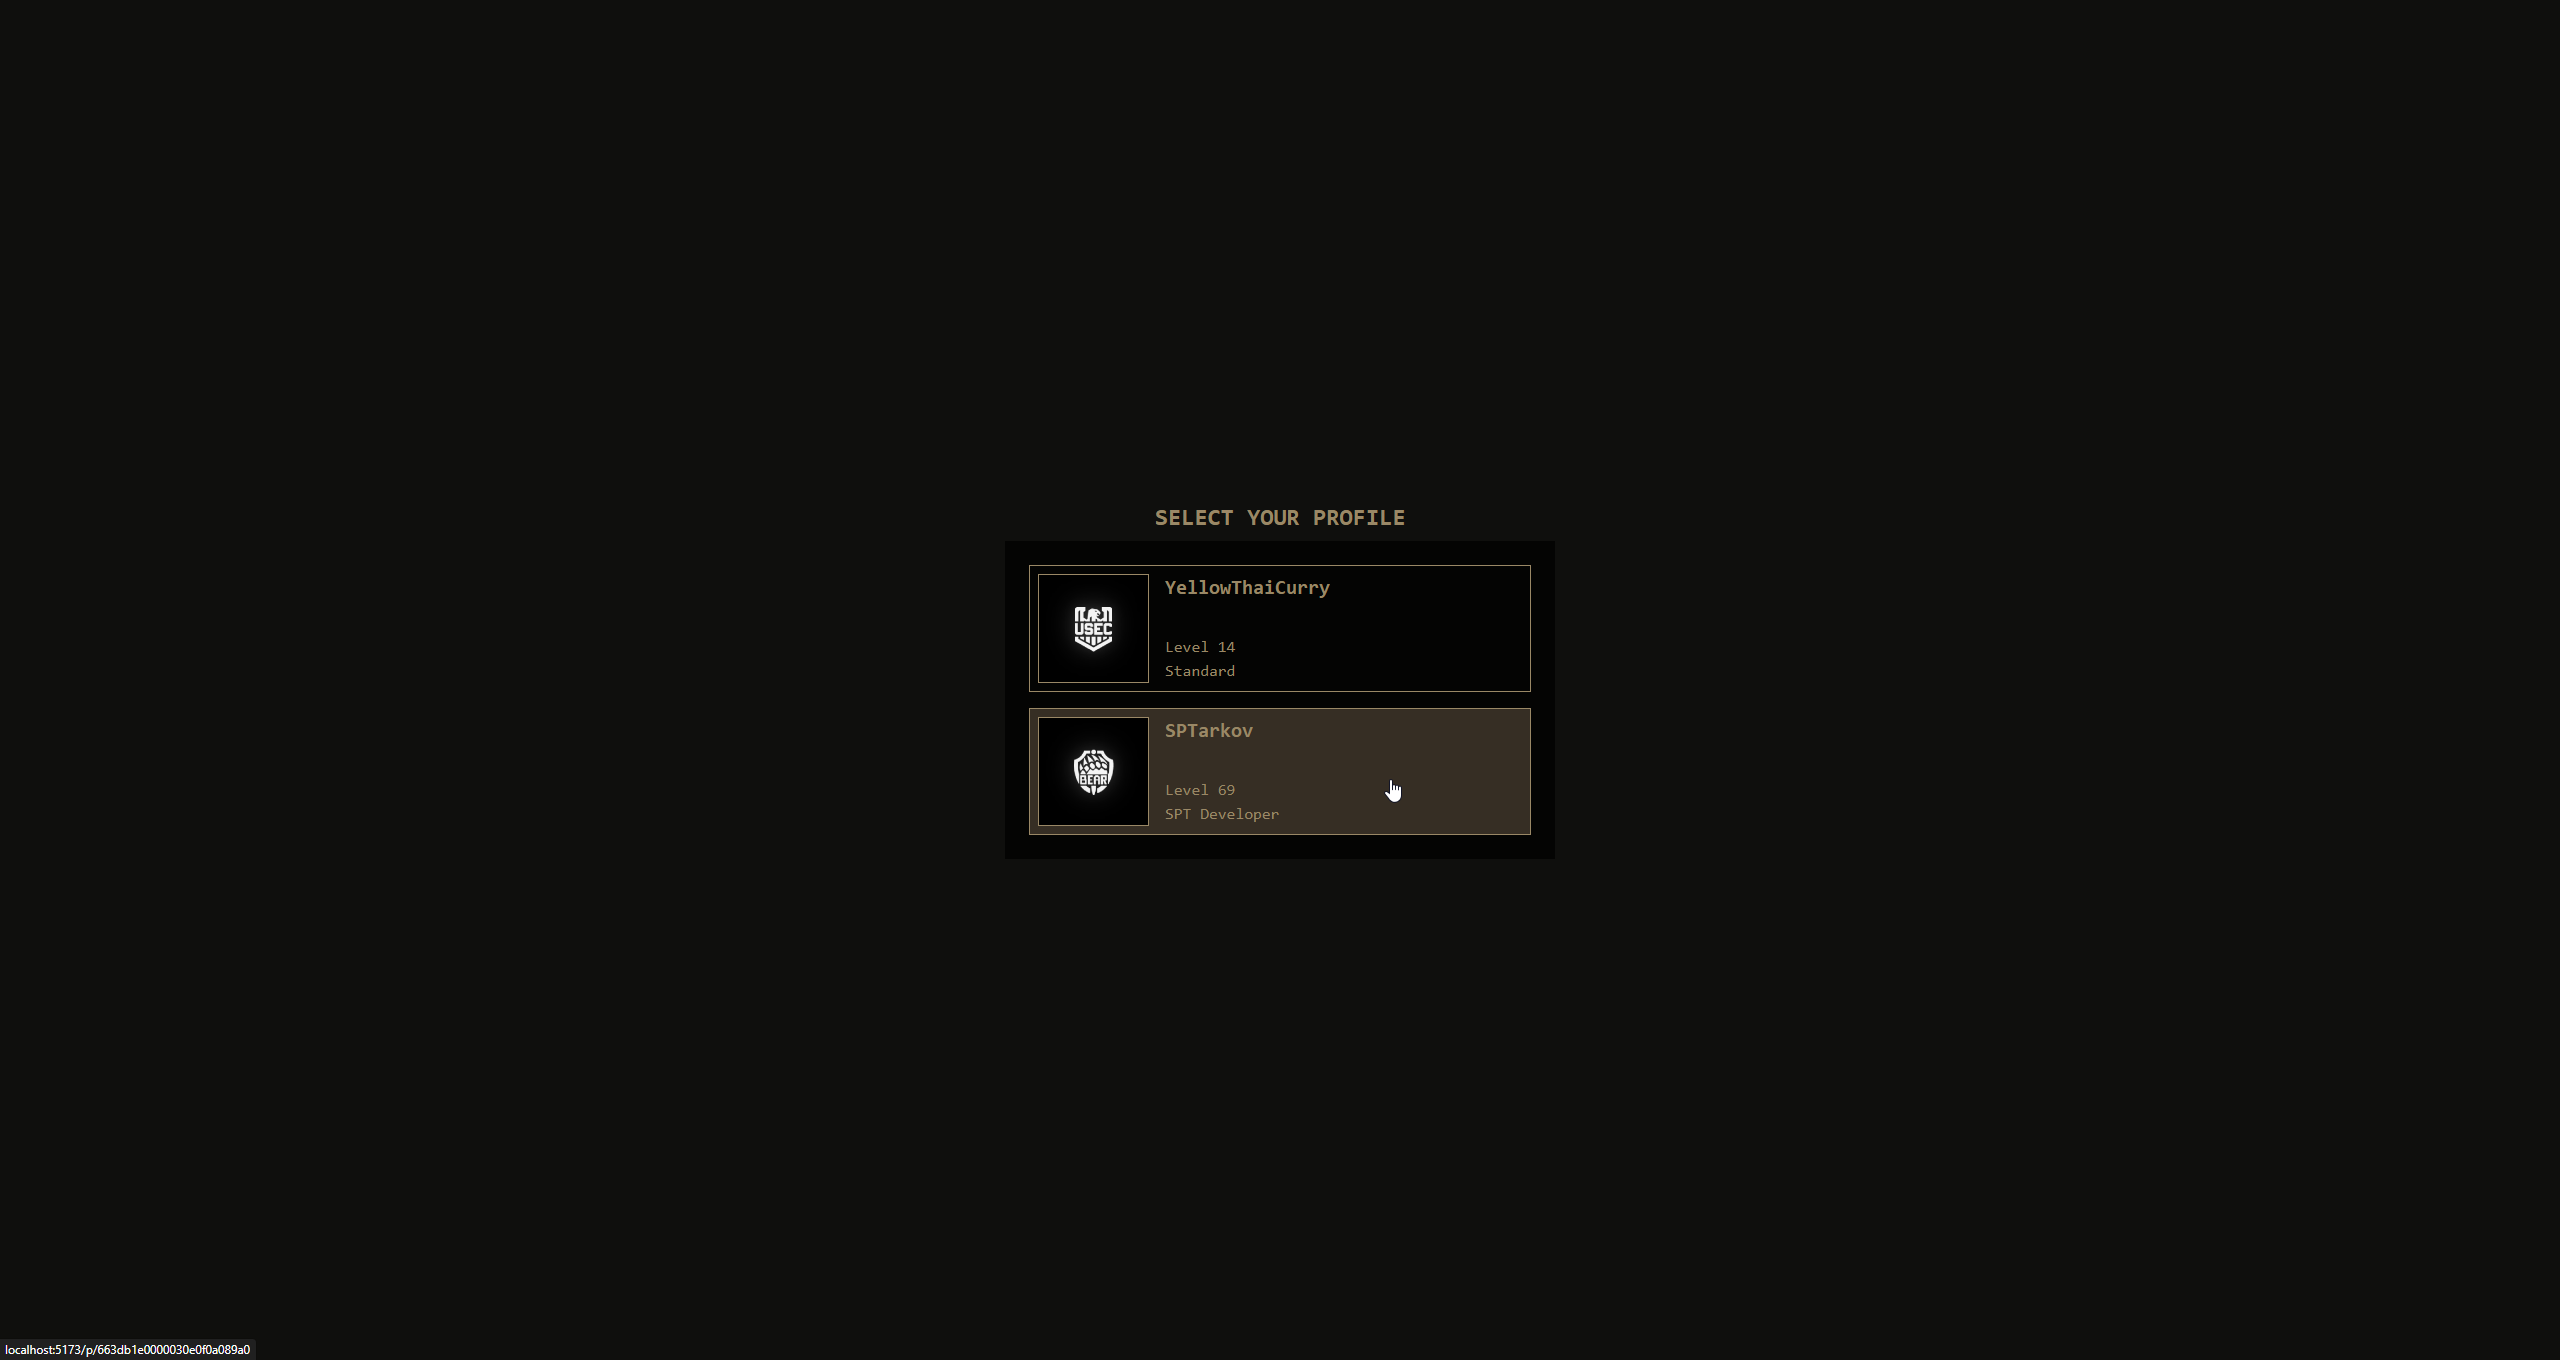 SELECT YOUR PROFILE
USEC
YellowThaiCurry
Level 14
Standard
BEAR
SPTarkov
Level 69
SPT Developer
localhost:5173/p/663db1e0000030e0f0a089a0